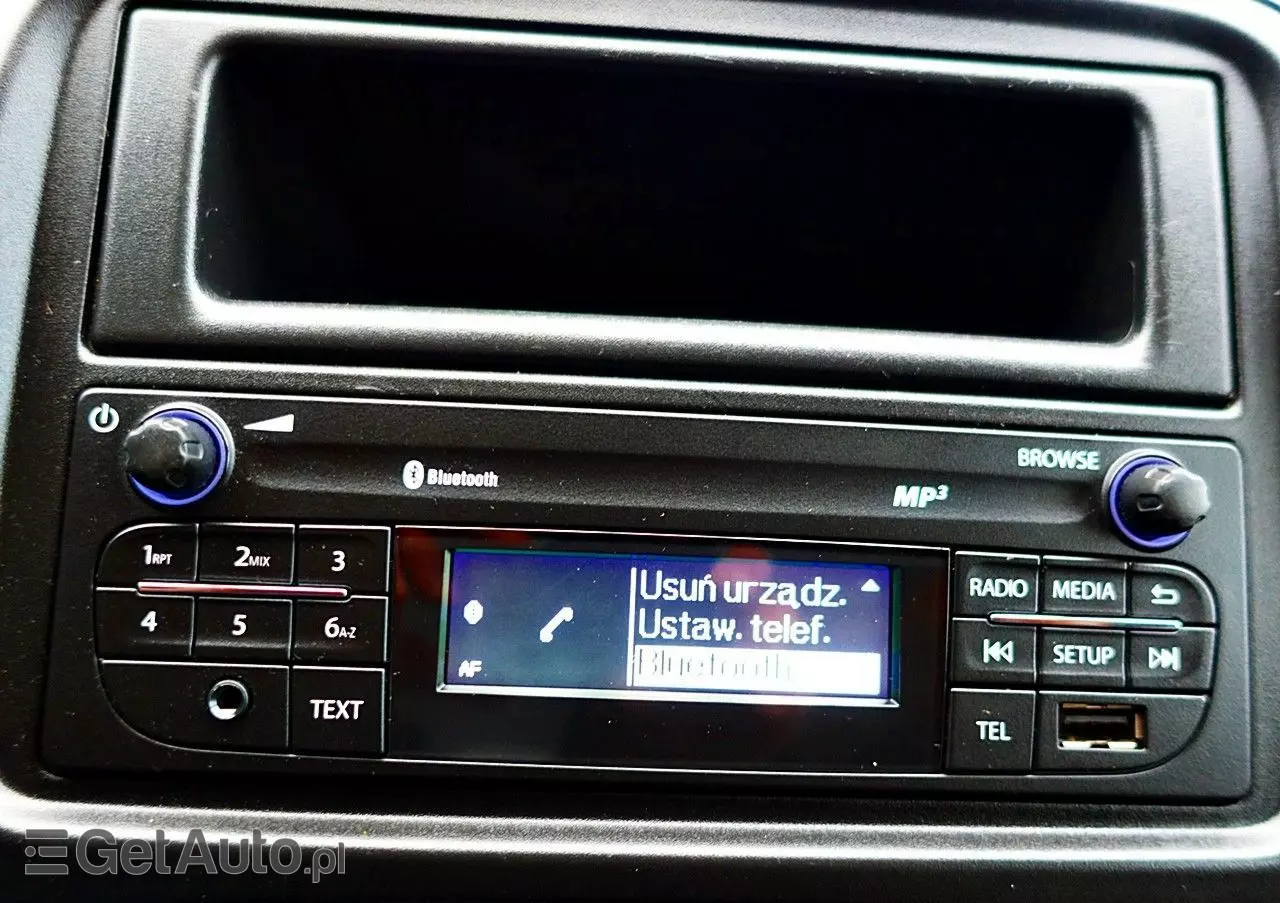 Bluetooth
MP3
BROWSE
1RPT
2MIX
3
4
5
6A-Z
TEXT
AF
Usuń urządz.
Ustaw. telef.
Bluetooth
RADIO
MEDIA
SETUP
TEL
GetAuto.pl